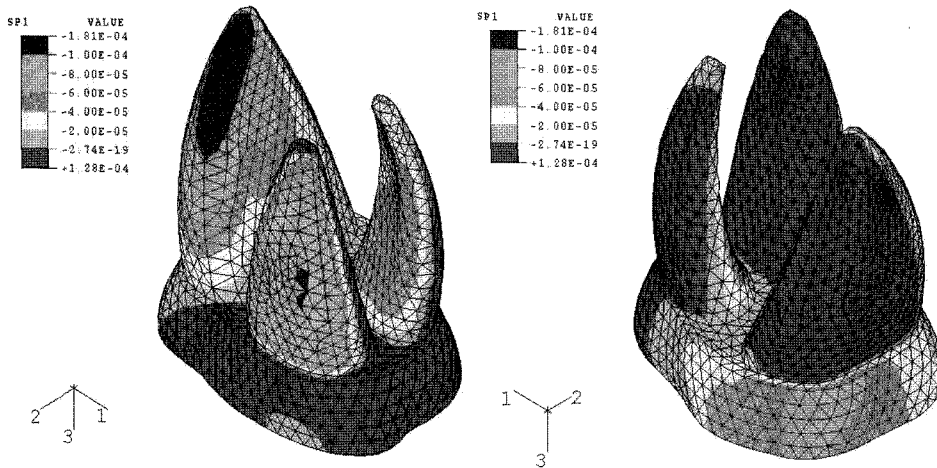 SP1 VALUE
-1.81E-04
-1.00E-04
-8.00E-05
-6.00E-05
-4.00E-05
-2.00E-05
-2.74E-19
+1.28E-04
2 1
3
SP1 VALUE
-1.81E-04
-1.00E-04
-8.00E-05
-6.00E-05
-4.00E-05
-2.00E-05
-2.74E-19
+1.28E-04
1 2
3